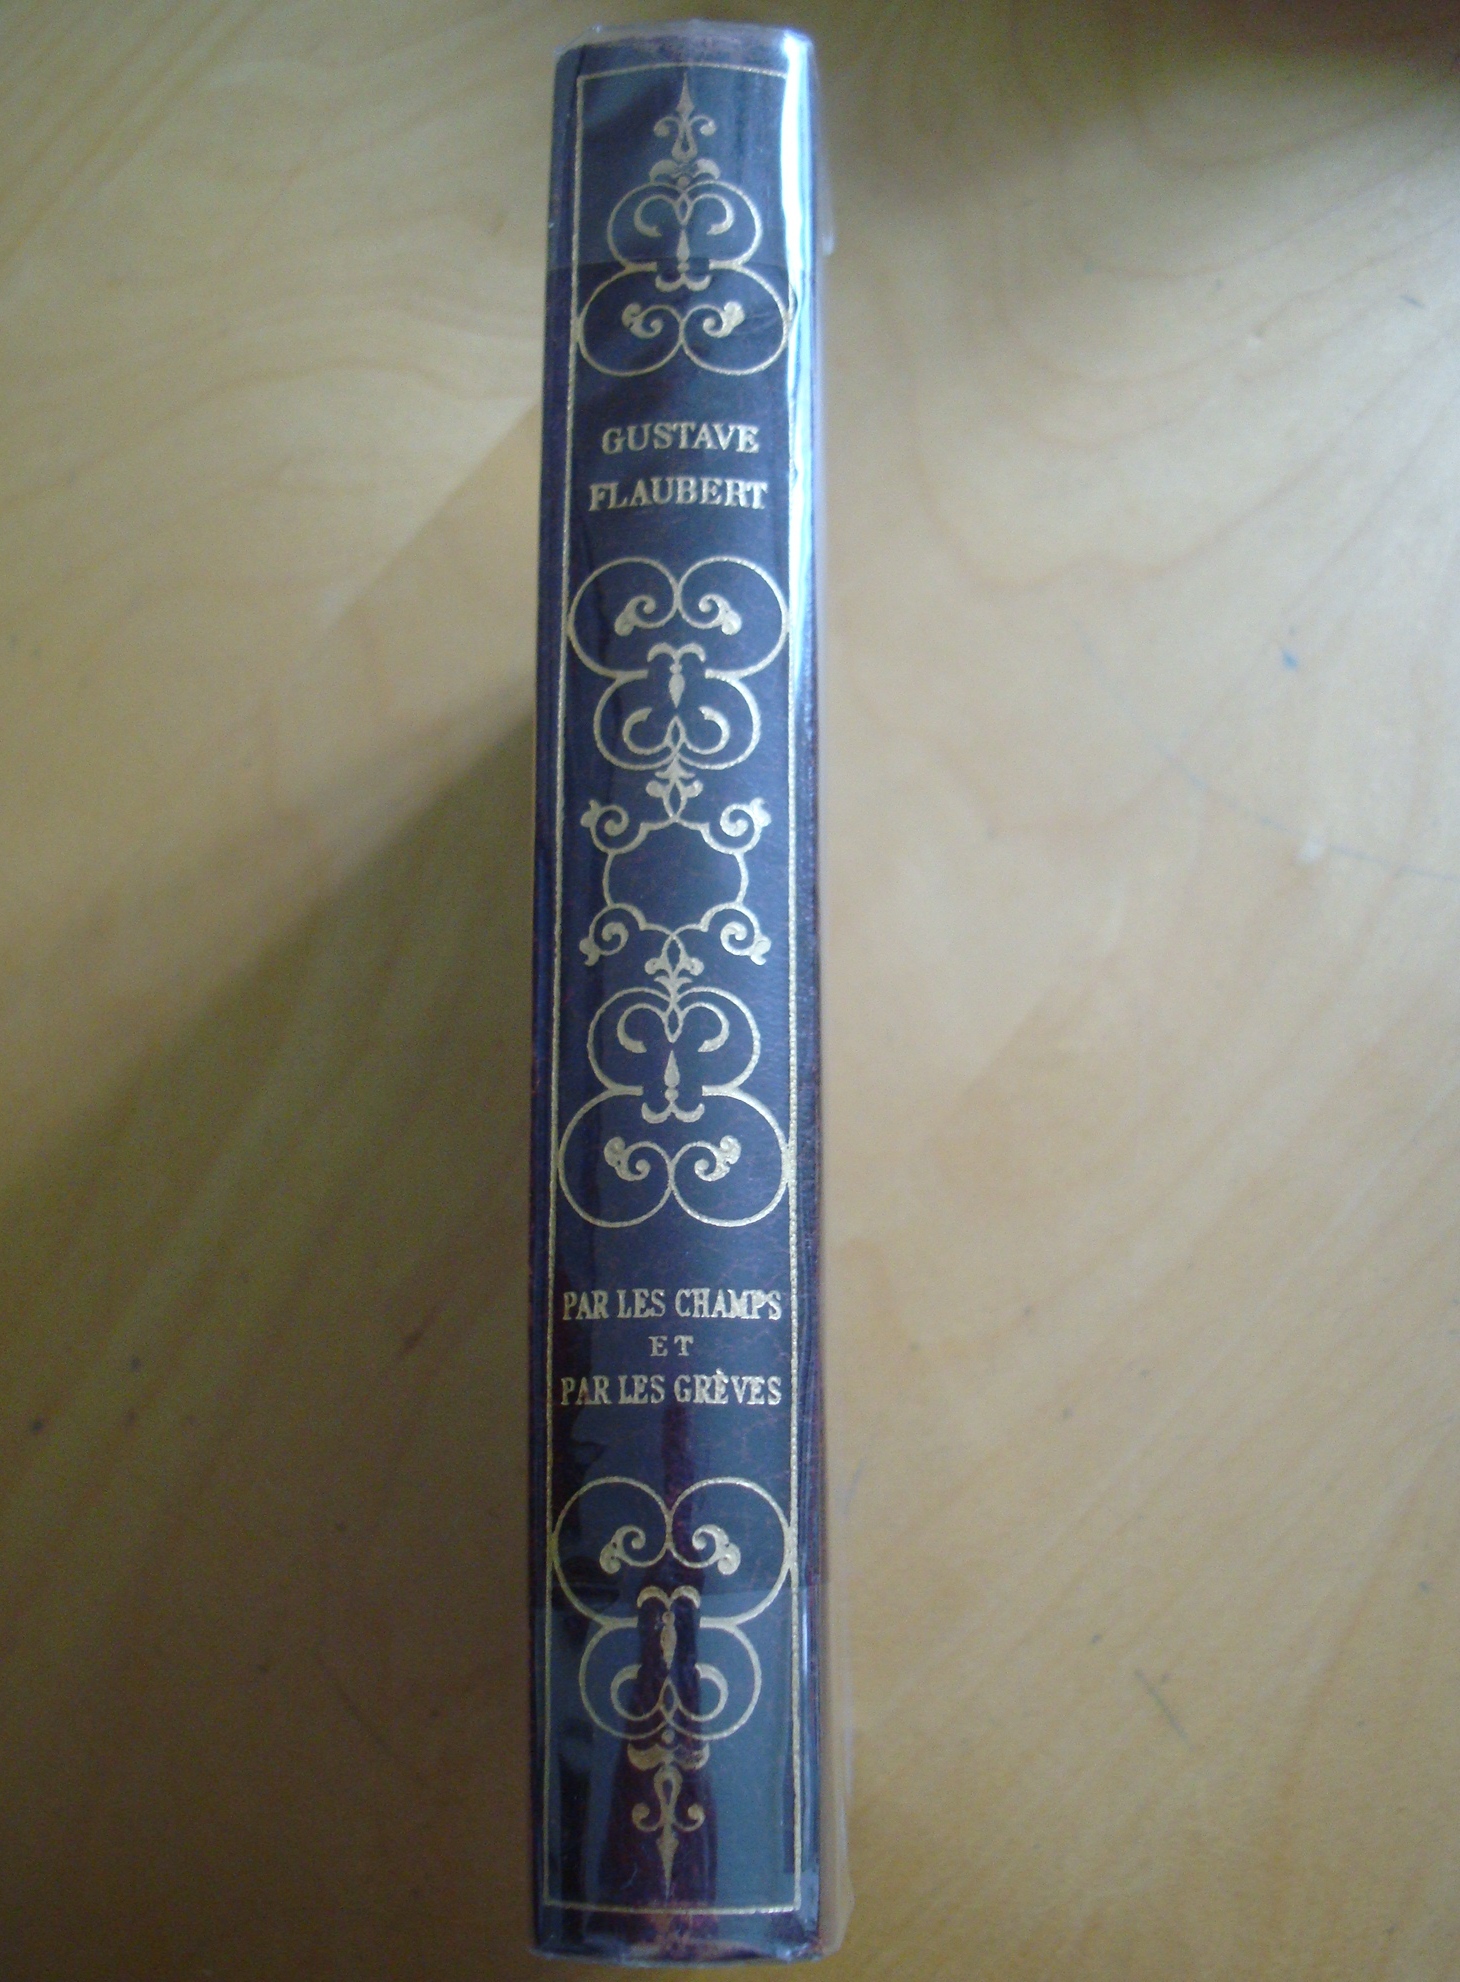 GUSTAVE
FLAUBERT
PAR LES CHAMPS
ET
PAR LES GRÈVES